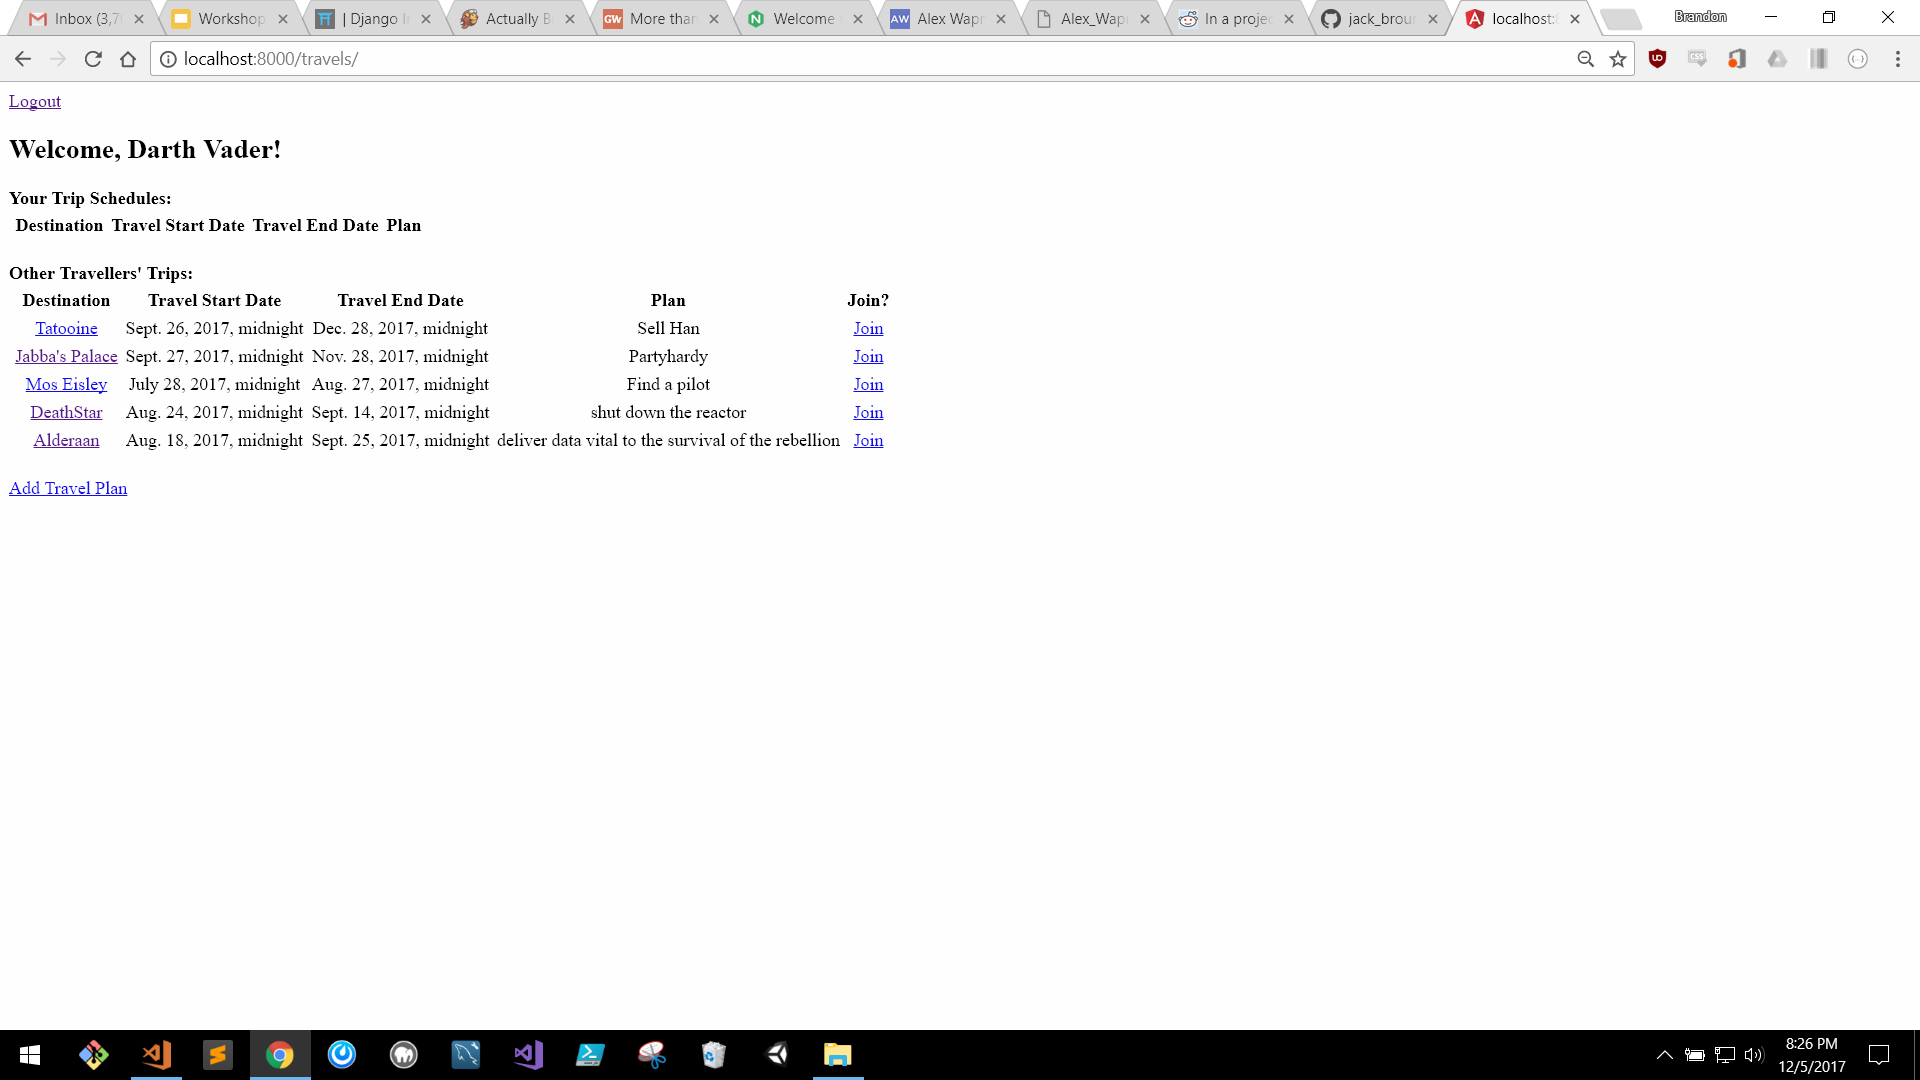 Inbox (3,7
Workshop
| Django I
Actually B
GW More than
Welcome
AW Alex Wapn
Alex_Wap
In a projec
jack_brour
localhost:8
Brandon
localhost:8000/travels/
Logout
Welcome, Darth Vader!
Your Trip Schedules:
Destination Travel Start Date Travel End Date Plan
Other Travellers' Trips:
Destination Travel Start Date Travel End Date Plan Join?
Tatooine Sept. 26, 2017, midnight Dec. 28, 2017, midnight Sell Han Join
Jabba's Palace Sept. 27, 2017, midnight Nov. 28, 2017, midnight Partyhardy Join
Mos Eisley July 28, 2017, midnight Aug. 27, 2017, midnight Find a pilot Join
DeathStar Aug. 24, 2017, midnight Sept. 14, 2017, midnight shut down the reactor Join
Alderaan Aug. 18, 2017, midnight Sept. 25, 2017, midnight deliver data vital to the survival of the rebellion Join
Add Travel Plan
8:26 PM
12/5/2017